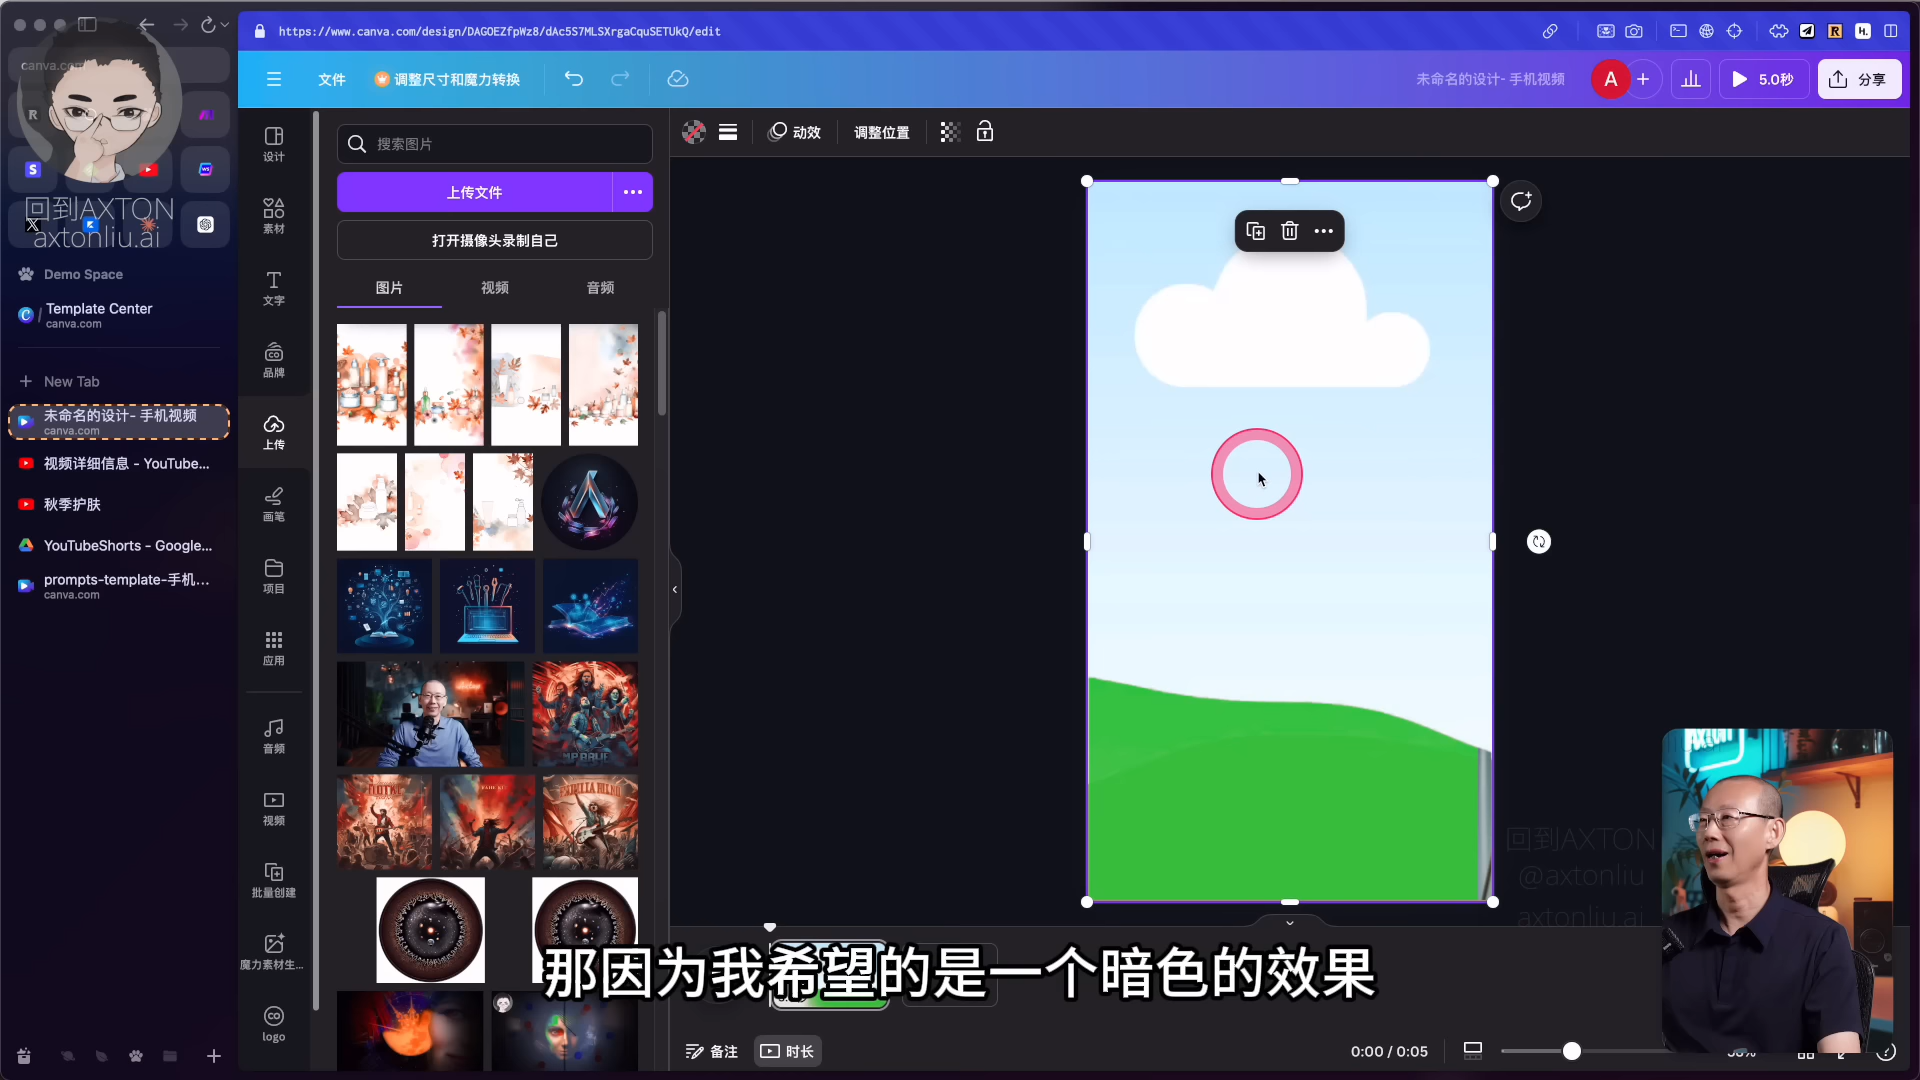 https://www.canva.com/design/DAGOEZfpWz8/dAc5S7MLSXrgaCquSETUkQ/edit
文件
调整尺寸和魔力转换
未命名的设计- 手机视频
A
5.0秒
分享
回到AXTON
axtonliu.ai
Demo Space
Template Center
canva.com
New Tab
未命名的设计- 手机视频
canva.com
视频详细信息 - YouTube...
秋季护肤
YouTubeShorts - Google...
prompts-template-手机...
canva.com
设计
素材
文字
品牌
上传
画笔
项目
应用
音频
视频
批量创建
魔力素材生...
logo
搜索图片
上传文件
打开摄像头录制自己
图片
视频
音频
动效
调整位置
回到AXTON
@axtonliu
axtonliu.ai
那因为我希望的是一个暗色的效果
备注
时长
0:00 / 0:05